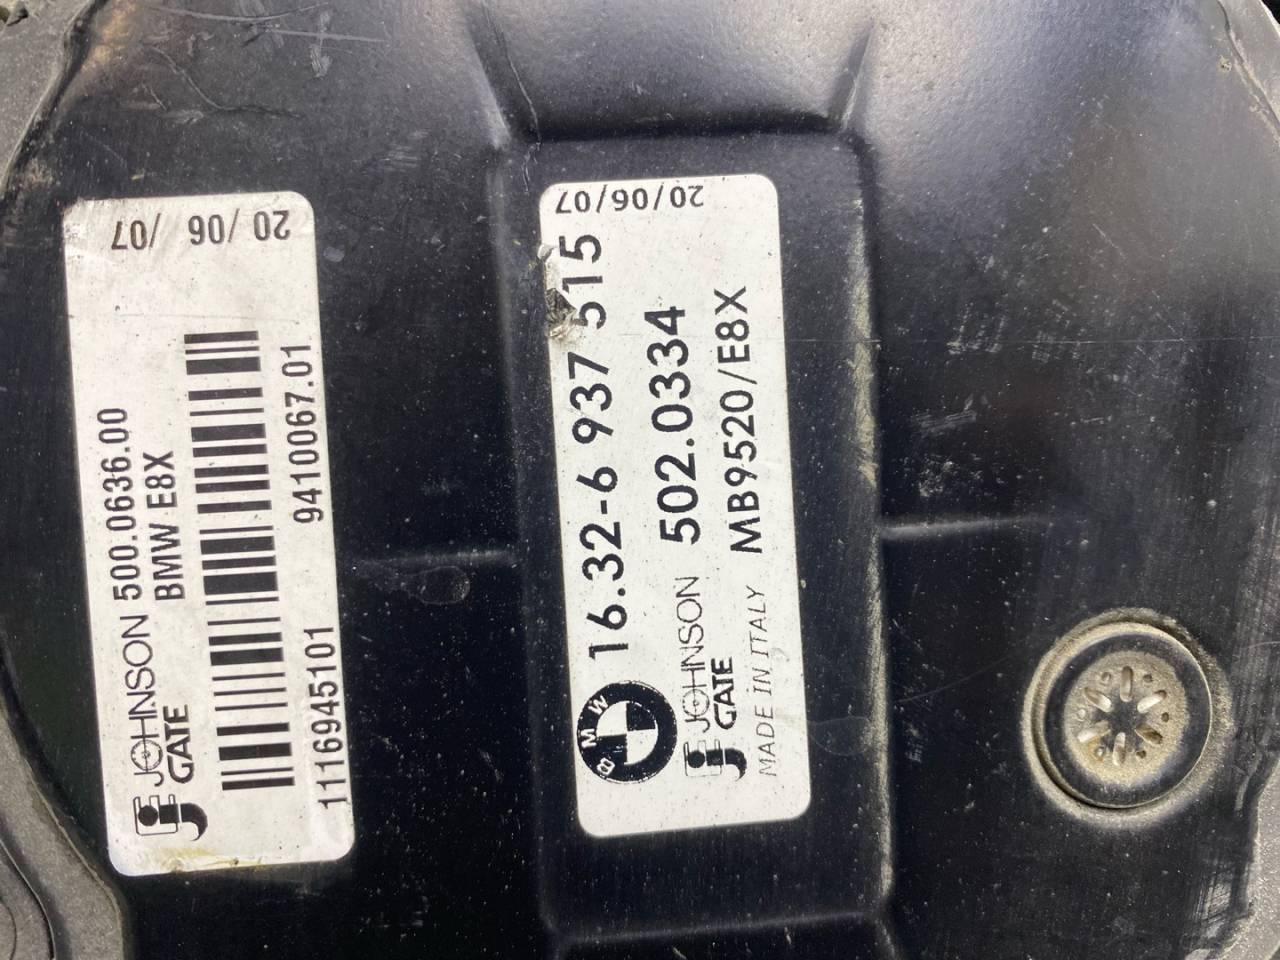 JOHNSON 500.0636.00
GATE BMW E8X
1116945101 9410067.01
20/06/07
BMW 16.32-6 937 515
JOHNSON 502.0334
GATE
MADE IN ITALY MB9520/E8X
20/06/07